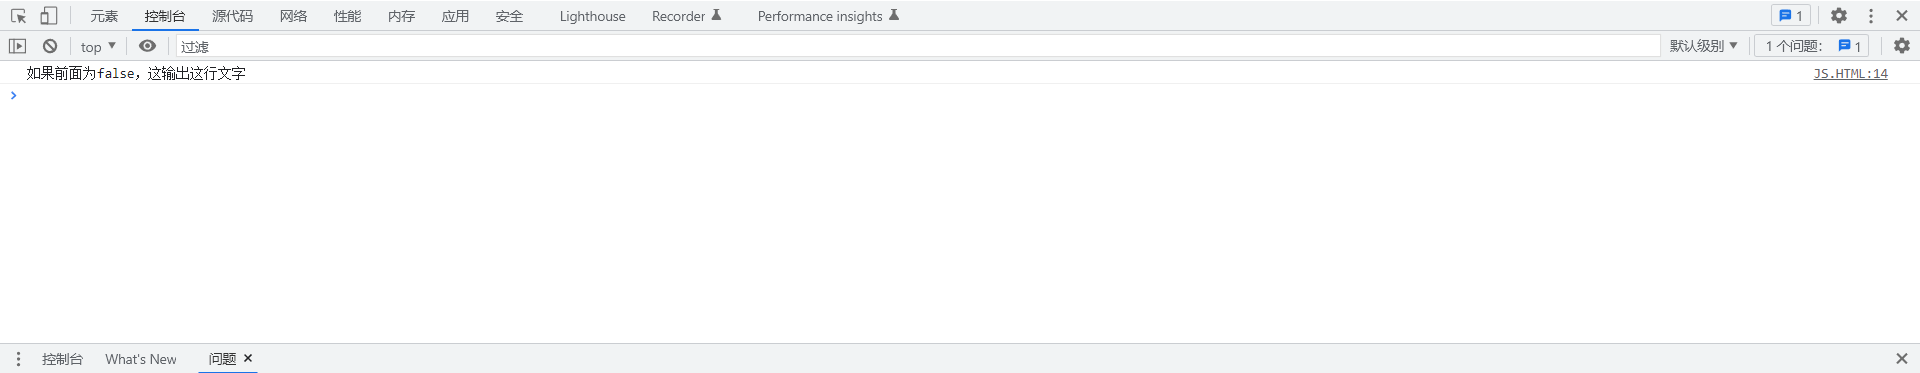 元素 控制台 源代码 网络 性能 内存 应用 安全 Lighthouse Recorder Performance insights 1
top 过滤 默认级别 1 个问题: 1
如果前面为false，这输出这行文字 JS.HTML:14
控制台 What's New 问题